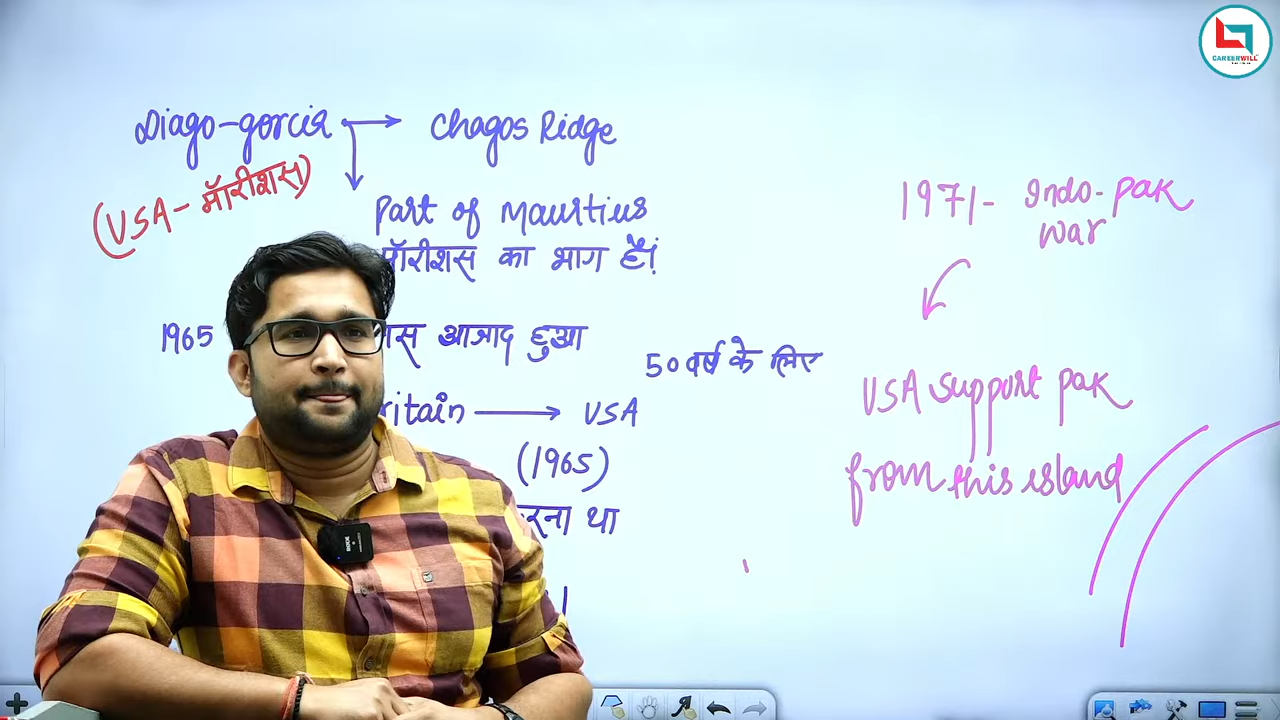 CAREERWILL
Diago-garcia → Chagos Ridge
(USA- मॉरीशस)
Part of Mauritius
मॉरीशस का भाग है।
1971- Indo-pak
war
1965 आजाद हुआ
50 वर्ष के लिए
ritain → USA
USA support pak
(1965)
from this island
रना था